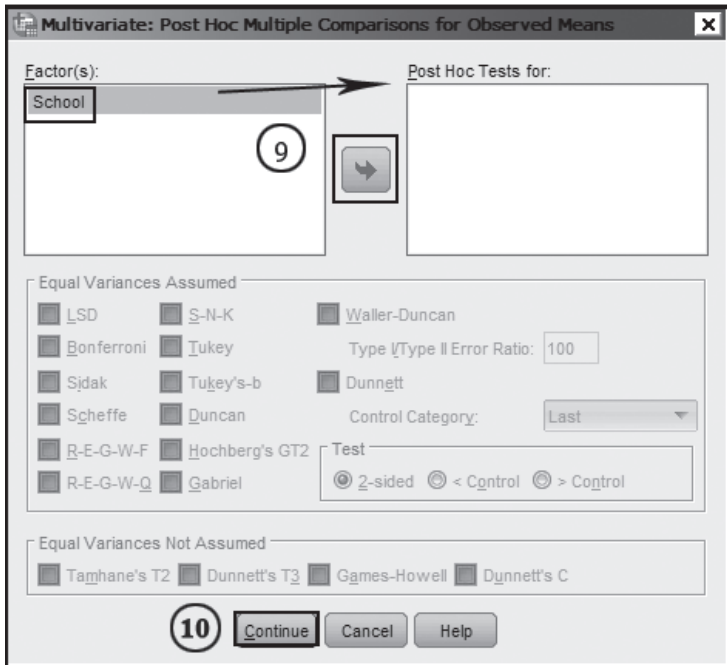 Multivariate: Post Hoc Multiple Comparisons for Observed Means
Factor(s):
Post Hoc Tests for:
School
9
Equal Variances Assumed
LSD S-N-K Waller-Duncan
Bonferroni Tukey Type I/Type II Error Ratio: 100
Sidak Tukey's-b Dunnett
Scheffe Duncan Control Category: Last
R-E-G-W-F Hochberg's GT2 Test
R-E-G-W-Q Gabriel 2-sided < Control > Control
Equal Variances Not Assumed
Tamhane's T2 Dunnett's T3 Games-Howell Dunnett's C
10 Continue Cancel Help